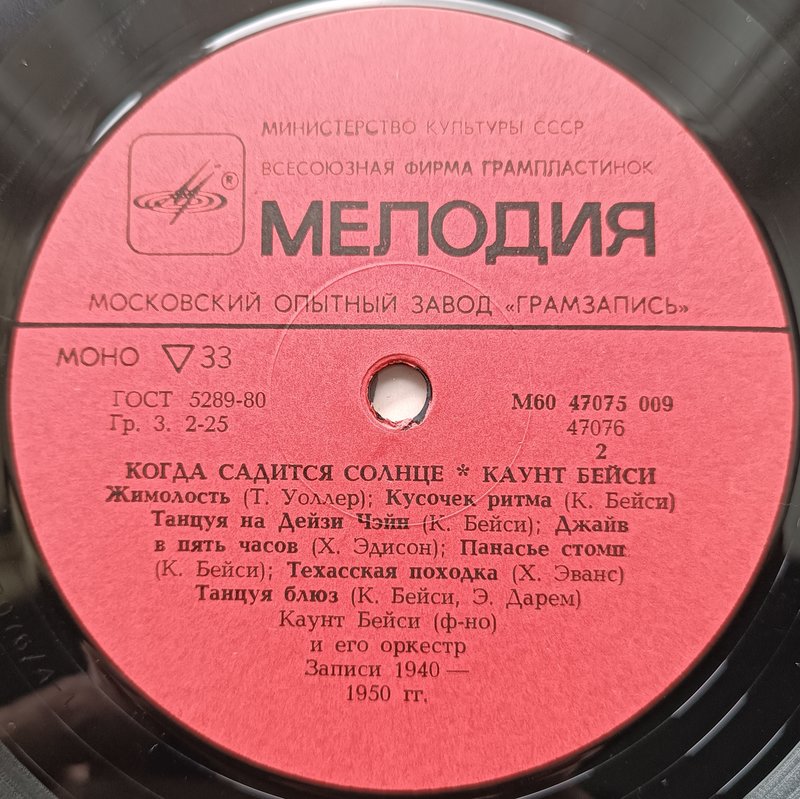 МИНИСТЕРСТВО КУЛЬТУРЫ СССР
ВСЕСОЮЗНАЯ ФИРМА ГРАМПЛАСТИНОК
®
МЕЛОДИЯ
МОСКОВСКИЙ ОПЫТНЫЙ ЗАВОД «ГРАМЗАПИСЬ»
МОНО ▽ 33
ГОСТ 5289-80
Гр. 3. 2-25
М60 47075 009
47076
2
КОГДА САДИТСЯ СОЛНЦЕ * КАУНТ БЕЙСИ
Жимолость (Т. Уоллер); Кусочек ритма (К. Бейси)
Танцуя на Дейзи Чэйн (К. Бейси); Джайв
в пять часов (Х. Эдисон); Панасье стомп
(К. Бейси); Техасская походка (Х. Эванс)
Танцуя блюз (К. Бейси, Э. Дарем)
Каунт Бейси (ф-но)
и его оркестр
Записи 1940 —
1950 гг.